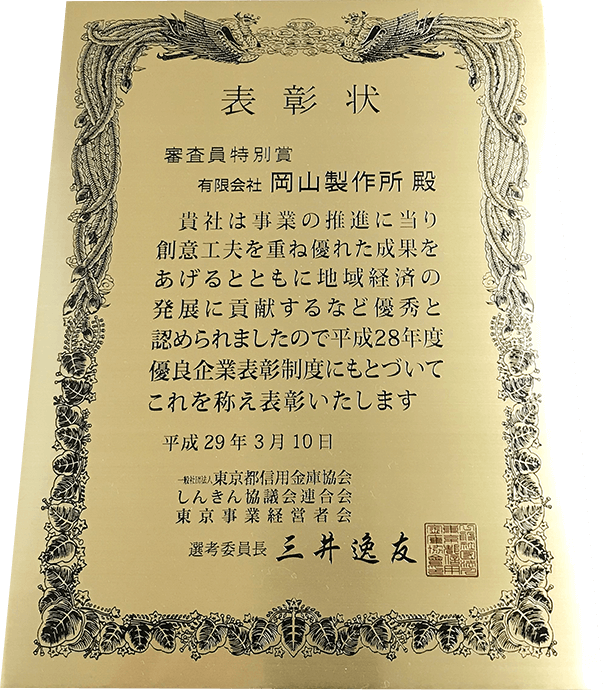 表彰状
審査員特別賞
有限会社 岡山製作所 殿
貴社は事業の推進に当り
創意工夫を重ね優れた成果を
あげるとともに地域経済の
発展に貢献するなど優秀と
認められましたので平成28年度
優良企業表彰制度にもとづいて
これを称え表彰いたします
平成29年3月10日
一般社団法人東京都信用金庫協会
しんきん協議会連合会
東京事業経営者会
選考委員長 三井逸友